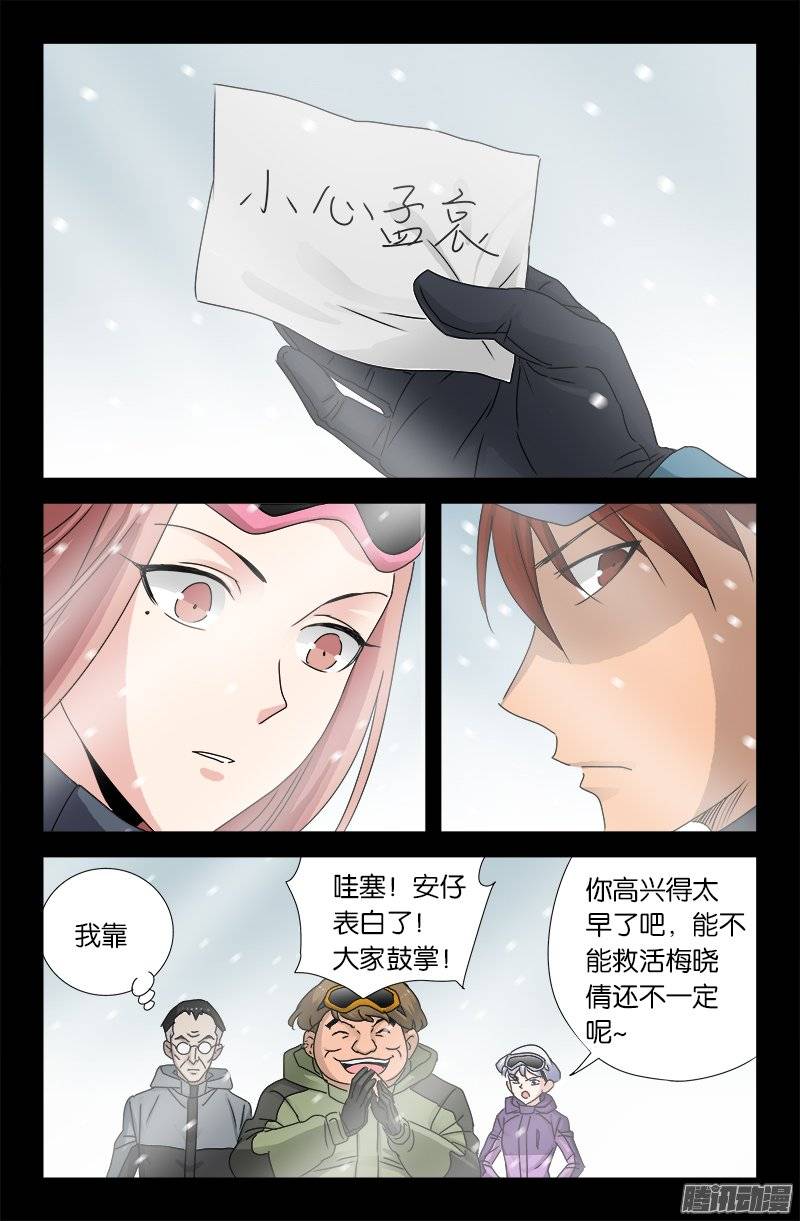 小心孟哀
我靠
哇塞！安仔
表白了！
大家鼓掌！
你高兴得太
早了吧，能不
能救活梅晓
倩还不一定
呢~
腾讯动漫